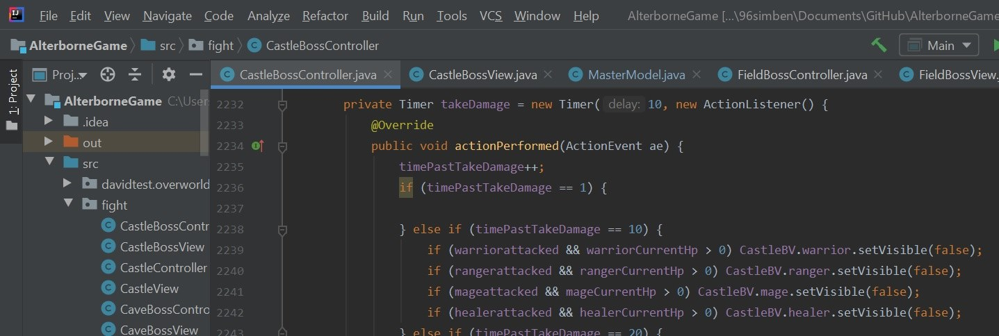 File Edit View Navigate Code Analyze Refactor Build Run Tools VCS Window Help AlterborneGame [...\96simben\Documents\GitHub\AlterborneGame
AlterborneGame src fight CastleBossController Main
1: Project
Proj...
CastleBossController.java CastleBossView.java MasterModel.java FieldBossController.java FieldBossView.
AlterborneGame C:\User
.idea
out
src
davidtest.overworld
fight
CastleBossContr
CastleBossView
CastleController
CastleView
CaveBossContro
CaveBossView
2232 private Timer takeDamage = new Timer( delay: 10, new ActionListener() {
2233 @Override
2234 public void actionPerformed(ActionEvent ae) {
2235 timePastTakeDamage++;
2236 if (timePastTakeDamage == 1) {
2237
2238 } else if (timePastTakeDamage == 10) {
2239 if (warriorattacked && warriorCurrentHp > 0) CastleBV.warrior.setVisible(false);
2240 if (rangerattacked && rangerCurrentHp > 0) CastleBV.ranger.setVisible(false);
2241 if (mageattacked && mageCurrentHp > 0) CastleBV.mage.setVisible(false);
2242 if (healerattacked && healerCurrentHp > 0) CastleBV.healer.setVisible(false);
2243 } else if (timePastTakeDamage == 20) {